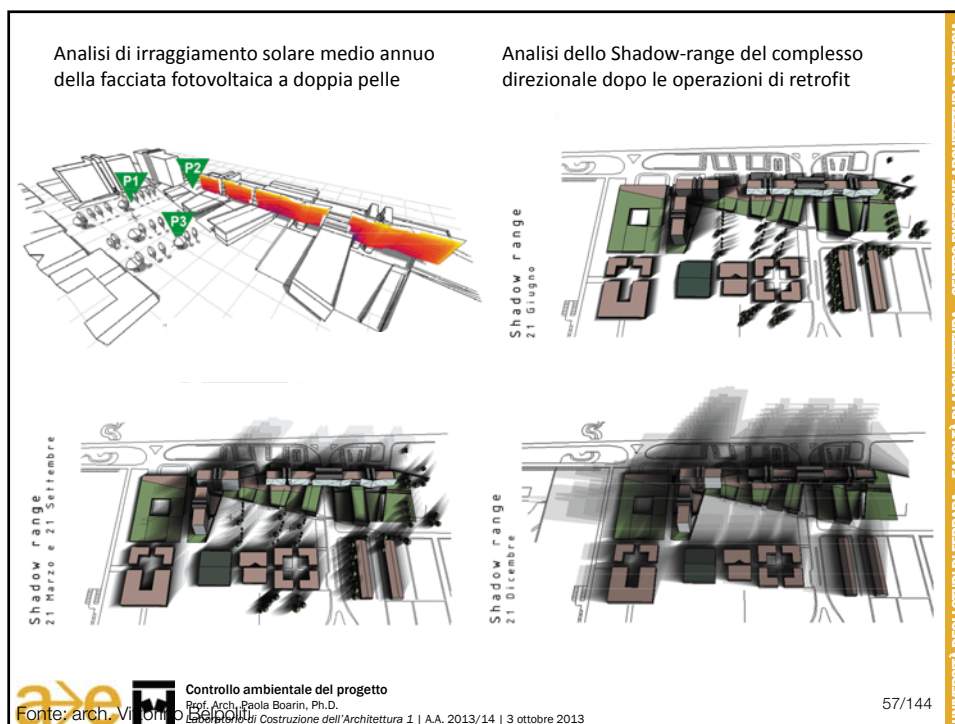 Analisi di irraggiamento solare medio annuo
della facciata fotovoltaica a doppia pelle
Analisi dello Shadow-range del complesso
direzionale dopo le operazioni di retrofit
P1
P2
P3
Shadow range
21 Giugno
Shadow range
21 Marzo e 21 Settembre
Shadow range
21 Dicembre
a>e
Controllo ambientale del progetto
Prof. Arch. Paola Boarin, Ph.D.
Laboratorio di Costruzione dell'Architettura 1 | A.A. 2013/14 | 3 ottobre 2013
Fonte: arch. Vittorino Belpoliti
57/144